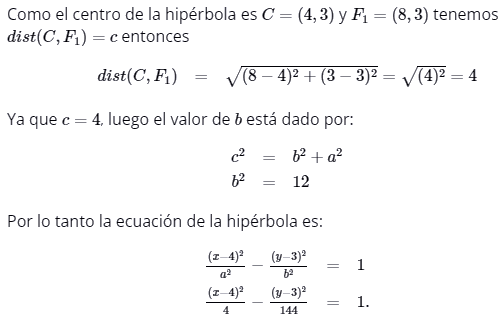 Como el centro de la hipérbola es C = (4, 3) y F₁ = (8, 3) tenemos
dist(C, F₁) = c entonces
dist(C, F₁) = √((8 − 4)² + (3 − 3)²) = √((4)²) = 4
Ya que c = 4, luego el valor de b está dado por:
c² = b² + a²
b² = 12
Por lo tanto la ecuación de la hipérbola es:
(x−4)²/a² − (y−3)²/b² = 1
(x−4)²/4 − (y−3)²/144 = 1.